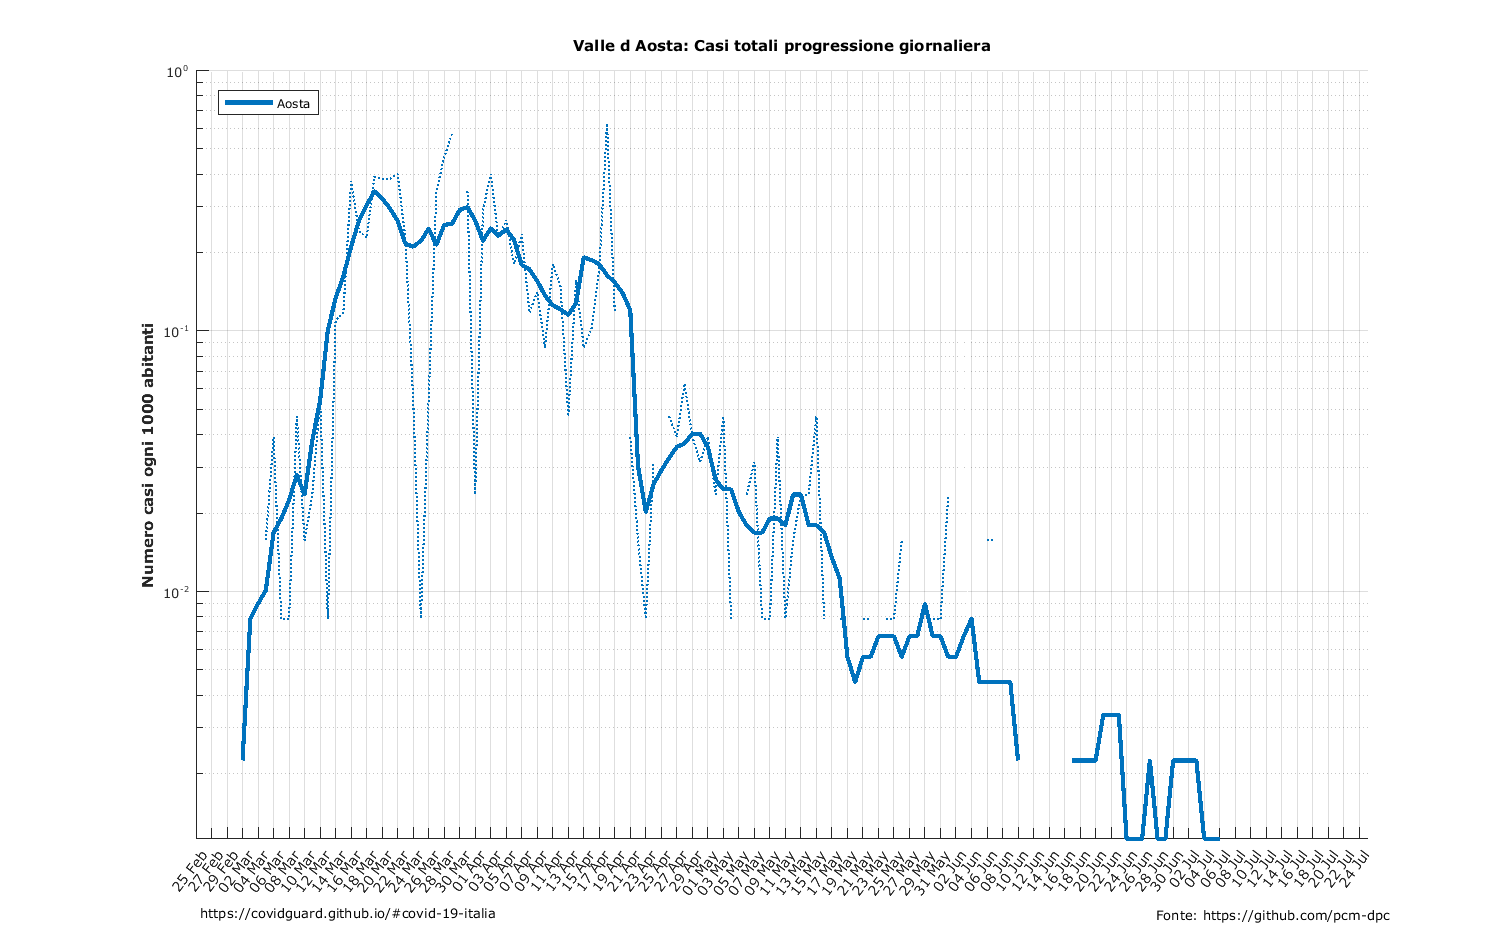 Valle d Aosta: Casi totali progressione giornaliera
Numero casi ogni 1000 abitanti
10⁰
10⁻¹
10⁻²
Aosta
25 Feb
27 Feb
29 Feb
02 Mar
04 Mar
06 Mar
08 Mar
10 Mar
12 Mar
14 Mar
16 Mar
18 Mar
20 Mar
22 Mar
24 Mar
26 Mar
28 Mar
30 Mar
01 Apr
03 Apr
05 Apr
07 Apr
09 Apr
11 Apr
13 Apr
15 Apr
17 Apr
19 Apr
21 Apr
23 Apr
25 Apr
27 Apr
29 Apr
01 May
03 May
05 May
07 May
09 May
11 May
13 May
15 May
17 May
19 May
21 May
23 May
25 May
27 May
29 May
31 May
02 Jun
04 Jun
06 Jun
08 Jun
10 Jun
12 Jun
14 Jun
16 Jun
18 Jun
20 Jun
22 Jun
24 Jun
26 Jun
28 Jun
30 Jun
02 Jul
04 Jul
06 Jul
08 Jul
10 Jul
12 Jul
14 Jul
16 Jul
18 Jul
20 Jul
22 Jul
24 Jul
https://covidguard.github.io/#covid-19-italia
Fonte: https://github.com/pcm-dpc